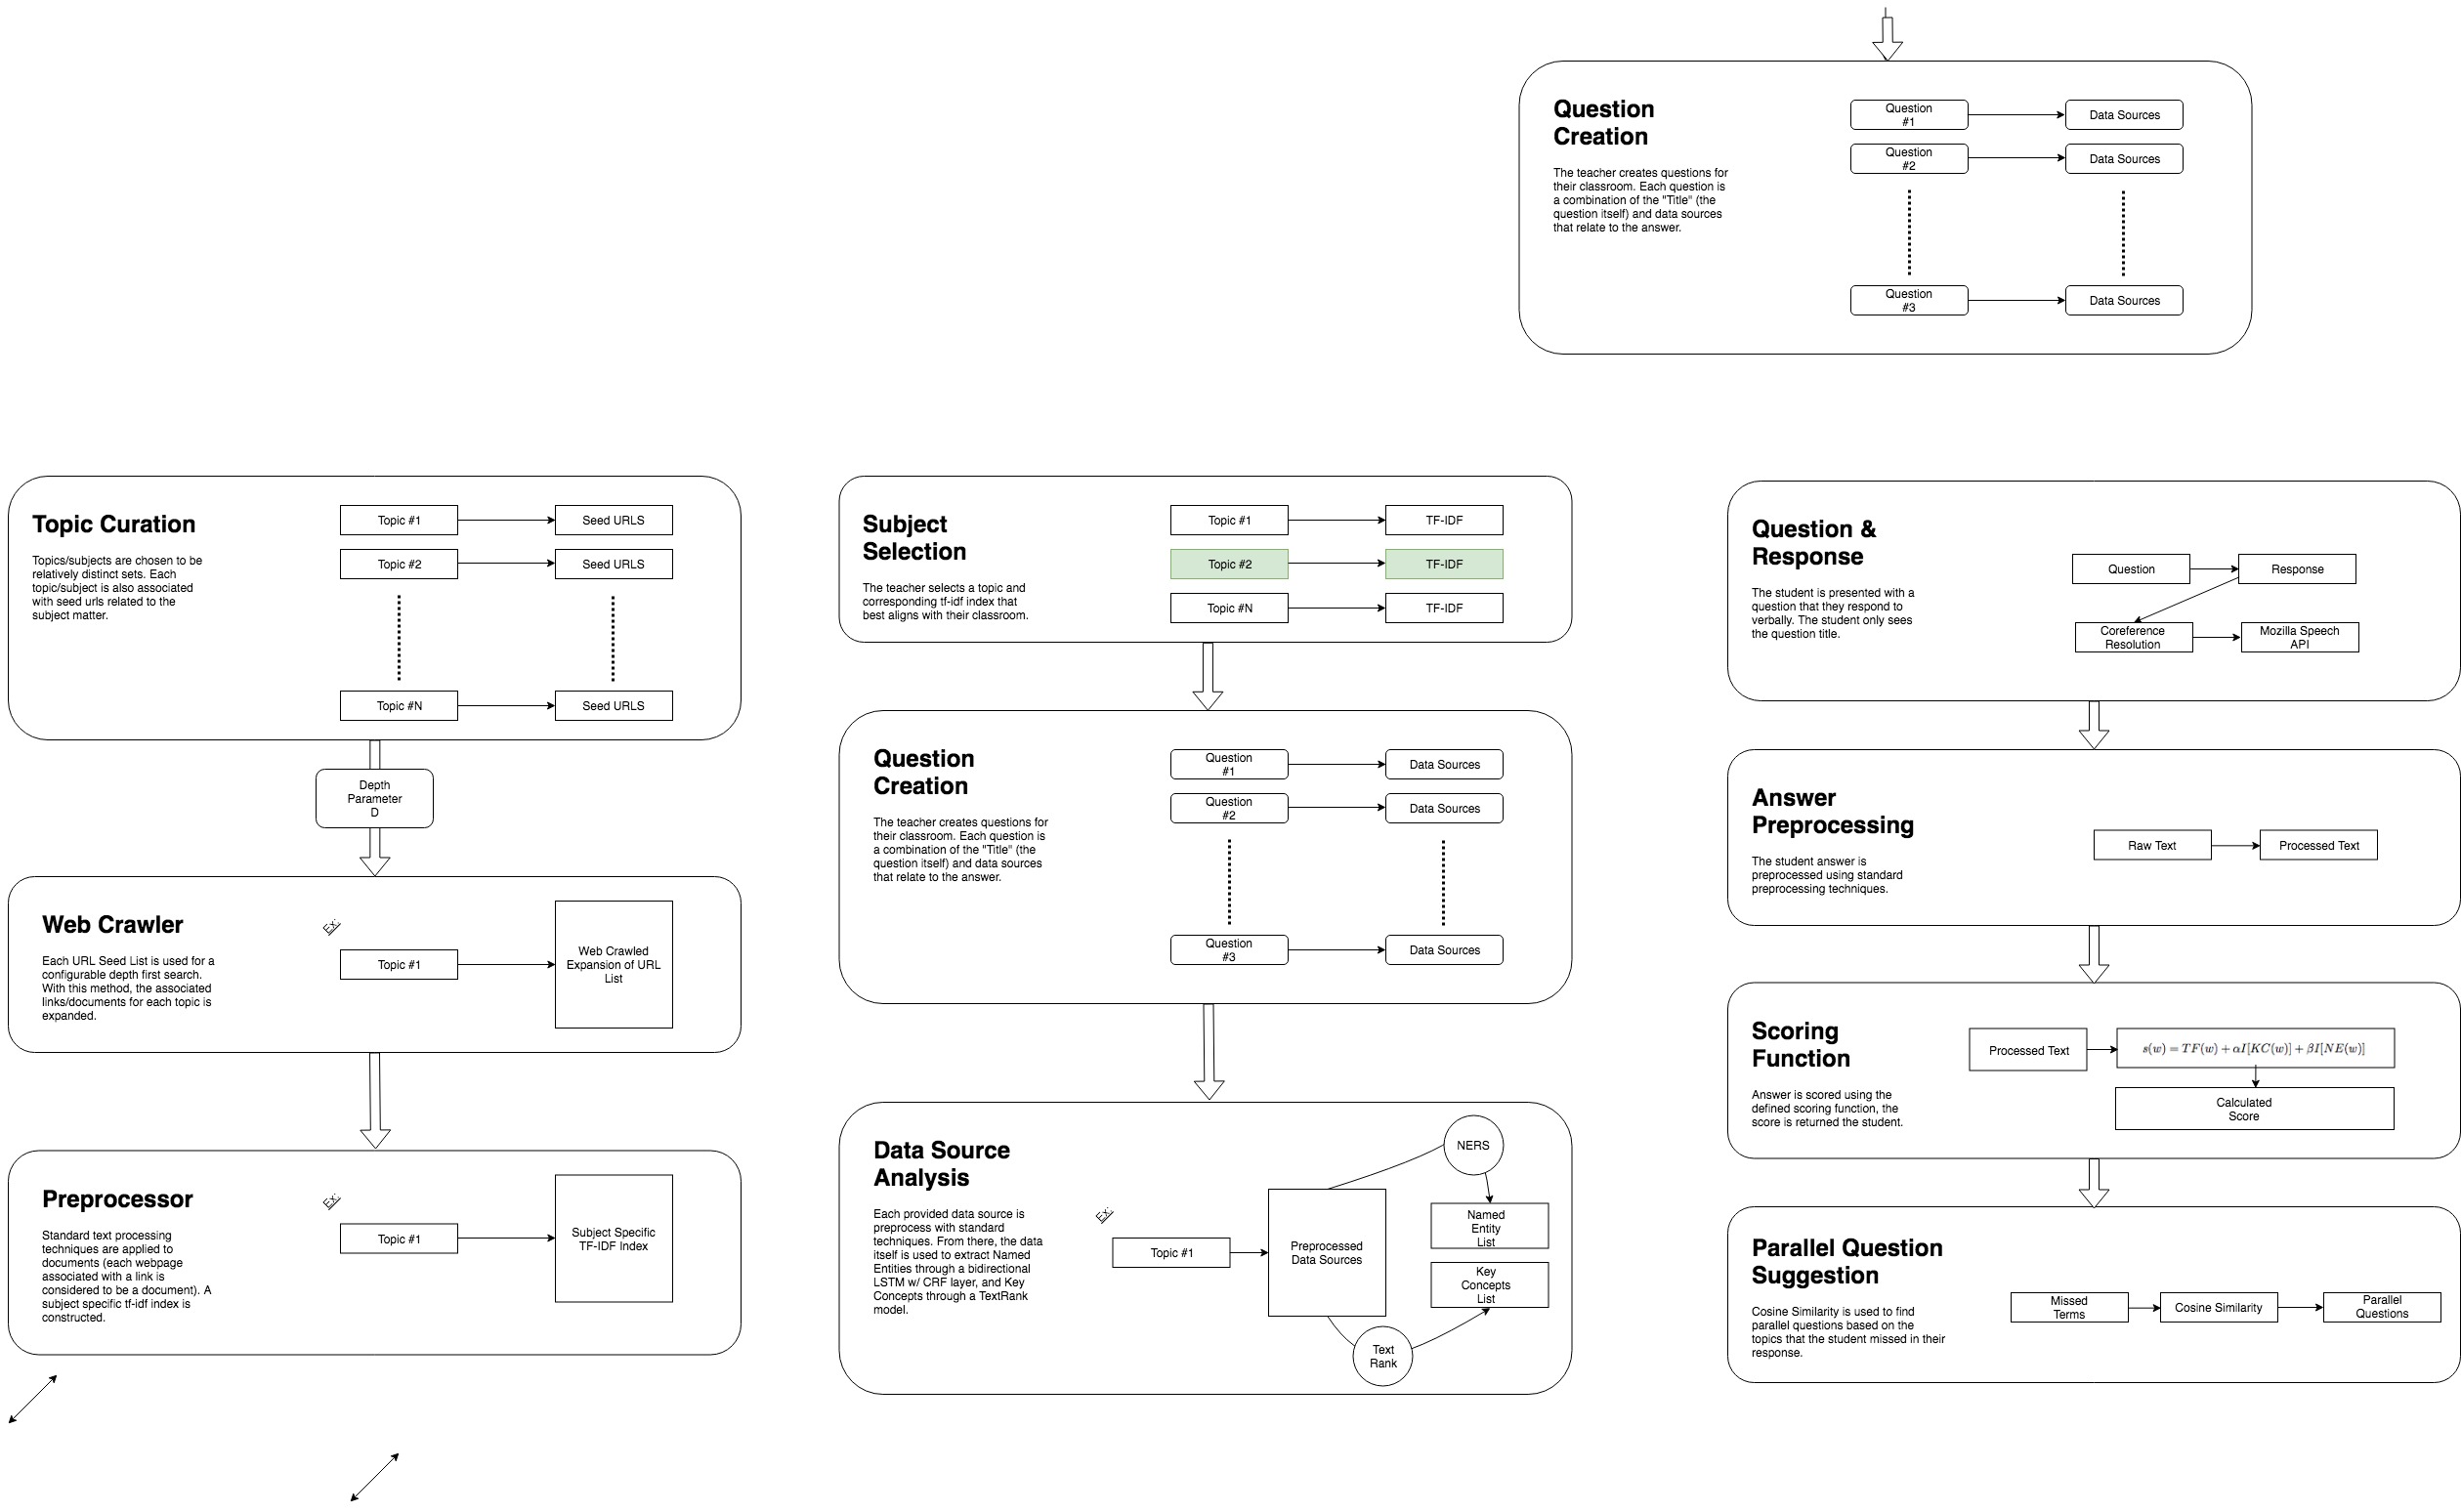 Question
Creation
The teacher creates questions for
their classroom. Each question is
a combination of the "Title" (the
question itself) and data sources
that relate to the answer.
Question
#1
Data Sources
Question
#2
Data Sources
Question
#3
Data Sources
Topic Curation
Topics/subjects are chosen to be
relatively distinct sets. Each
topic/subject is also associated
with seed urls related to the
subject matter.
Topic #1
Seed URLS
Topic #2
Seed URLS
Topic #N
Seed URLS
Depth
Parameter
D
Web Crawler
Each URL Seed List is used for a
configurable depth first search.
With this method, the associated
links/documents for each topic is
expanded.
Ex:
Topic #1
Web Crawled
Expansion of URL
List
Preprocessor
Standard text processing
techniques are applied to
documents (each webpage
associated with a link is
considered to be a document). A
subject specific tf-idf index is
constructed.
Ex:
Topic #1
Subject Specific
TF-IDF Index
Subject
Selection
The teacher selects a topic and
corresponding tf-idf index that
best aligns with their classroom.
Topic #1
TF-IDF
Topic #2
TF-IDF
Topic #N
TF-IDF
Question
Creation
The teacher creates questions for
their classroom. Each question is
a combination of the "Title" (the
question itself) and data sources
that relate to the answer.
Question
#1
Data Sources
Question
#2
Data Sources
Question
#3
Data Sources
Data Source
Analysis
Each provided data source is
preprocess with standard
techniques. From there, the data
itself is used to extract Named
Entities through a bidirectional
LSTM w/ CRF layer, and Key
Concepts through a TextRank
model.
Ex:
Topic #1
Preprocessed
Data Sources
NERS
Named
Entity
List
Key
Concepts
List
Text
Rank
Question &
Response
The student is presented with a
question that they respond to
verbally. The student only sees
the question title.
Question
Response
Coreference
Resolution
Mozilla Speech
API
Answer
Preprocessing
The student answer is
preprocessed using standard
preprocessing techniques.
Raw Text
Processed Text
Scoring
Function
Answer is scored using the
defined scoring function, the
score is returned the student.
Processed Text
s(w) = TF(w) + αI[KC(w)] + βI[NE(w)]
Calculated
Score
Parallel Question
Suggestion
Cosine Similarity is used to find
parallel questions based on the
topics that the student missed in their
response.
Missed
Terms
Cosine Similarity
Parallel
Questions